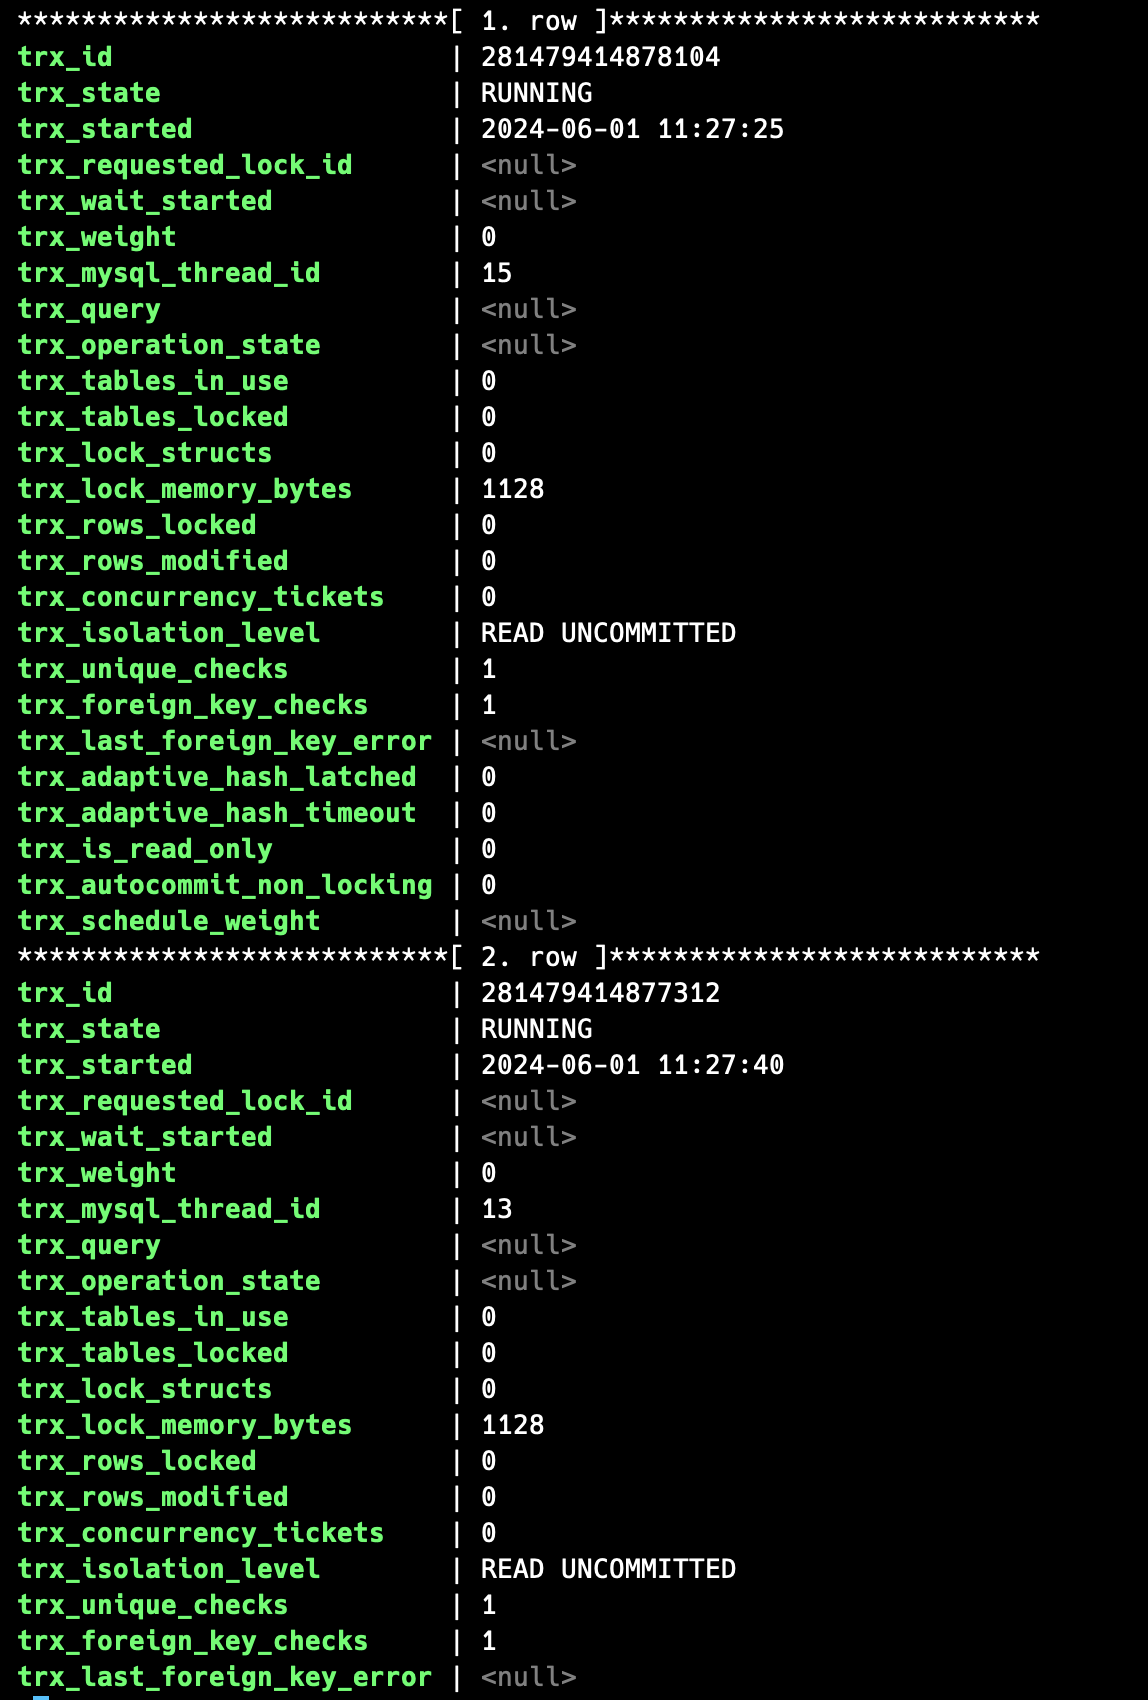 ***************************[ 1. row ]***************************
trx_id                     | 281479414878104
trx_state                  | RUNNING
trx_started                | 2024-06-01 11:27:25
trx_requested_lock_id      | <null>
trx_wait_started           | <null>
trx_weight                 | 0
trx_mysql_thread_id        | 15
trx_query                  | <null>
trx_operation_state        | <null>
trx_tables_in_use          | 0
trx_tables_locked          | 0
trx_lock_structs           | 0
trx_lock_memory_bytes      | 1128
trx_rows_locked            | 0
trx_rows_modified          | 0
trx_concurrency_tickets    | 0
trx_isolation_level        | READ UNCOMMITTED
trx_unique_checks          | 1
trx_foreign_key_checks     | 1
trx_last_foreign_key_error | <null>
trx_adaptive_hash_latched  | 0
trx_adaptive_hash_timeout  | 0
trx_is_read_only           | 0
trx_autocommit_non_locking | 0
trx_schedule_weight        | <null>
***************************[ 2. row ]***************************
trx_id                     | 281479414877312
trx_state                  | RUNNING
trx_started                | 2024-06-01 11:27:40
trx_requested_lock_id      | <null>
trx_wait_started           | <null>
trx_weight                 | 0
trx_mysql_thread_id        | 13
trx_query                  | <null>
trx_operation_state        | <null>
trx_tables_in_use          | 0
trx_tables_locked          | 0
trx_lock_structs           | 0
trx_lock_memory_bytes      | 1128
trx_rows_locked            | 0
trx_rows_modified          | 0
trx_concurrency_tickets    | 0
trx_isolation_level        | READ UNCOMMITTED
trx_unique_checks          | 1
trx_foreign_key_checks     | 1
trx_last_foreign_key_error | <null>